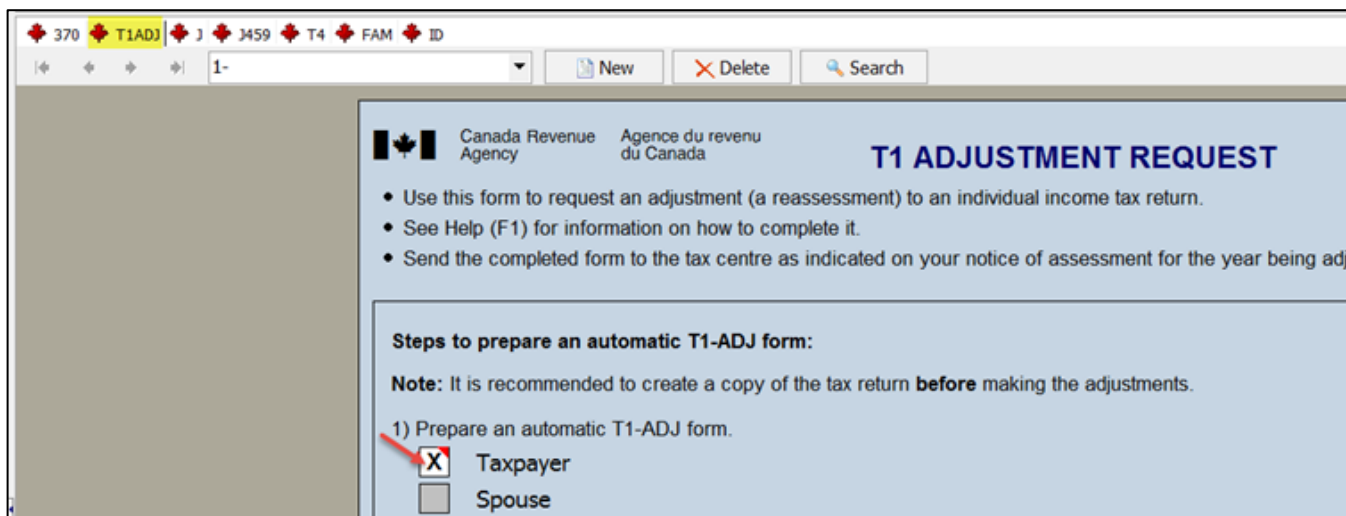 370 T1ADJ J J459 T4 FAM ID
1- New Delete Search
Canada Revenue Agence du revenu
Agency du Canada
T1 ADJUSTMENT REQUEST
• Use this form to request an adjustment (a reassessment) to an individual income tax return.
• See Help (F1) for information on how to complete it.
• Send the completed form to the tax centre as indicated on your notice of assessment for the year being adj
Steps to prepare an automatic T1-ADJ form:
Note: It is recommended to create a copy of the tax return before making the adjustments.
1) Prepare an automatic T1-ADJ form.
X Taxpayer
Spouse